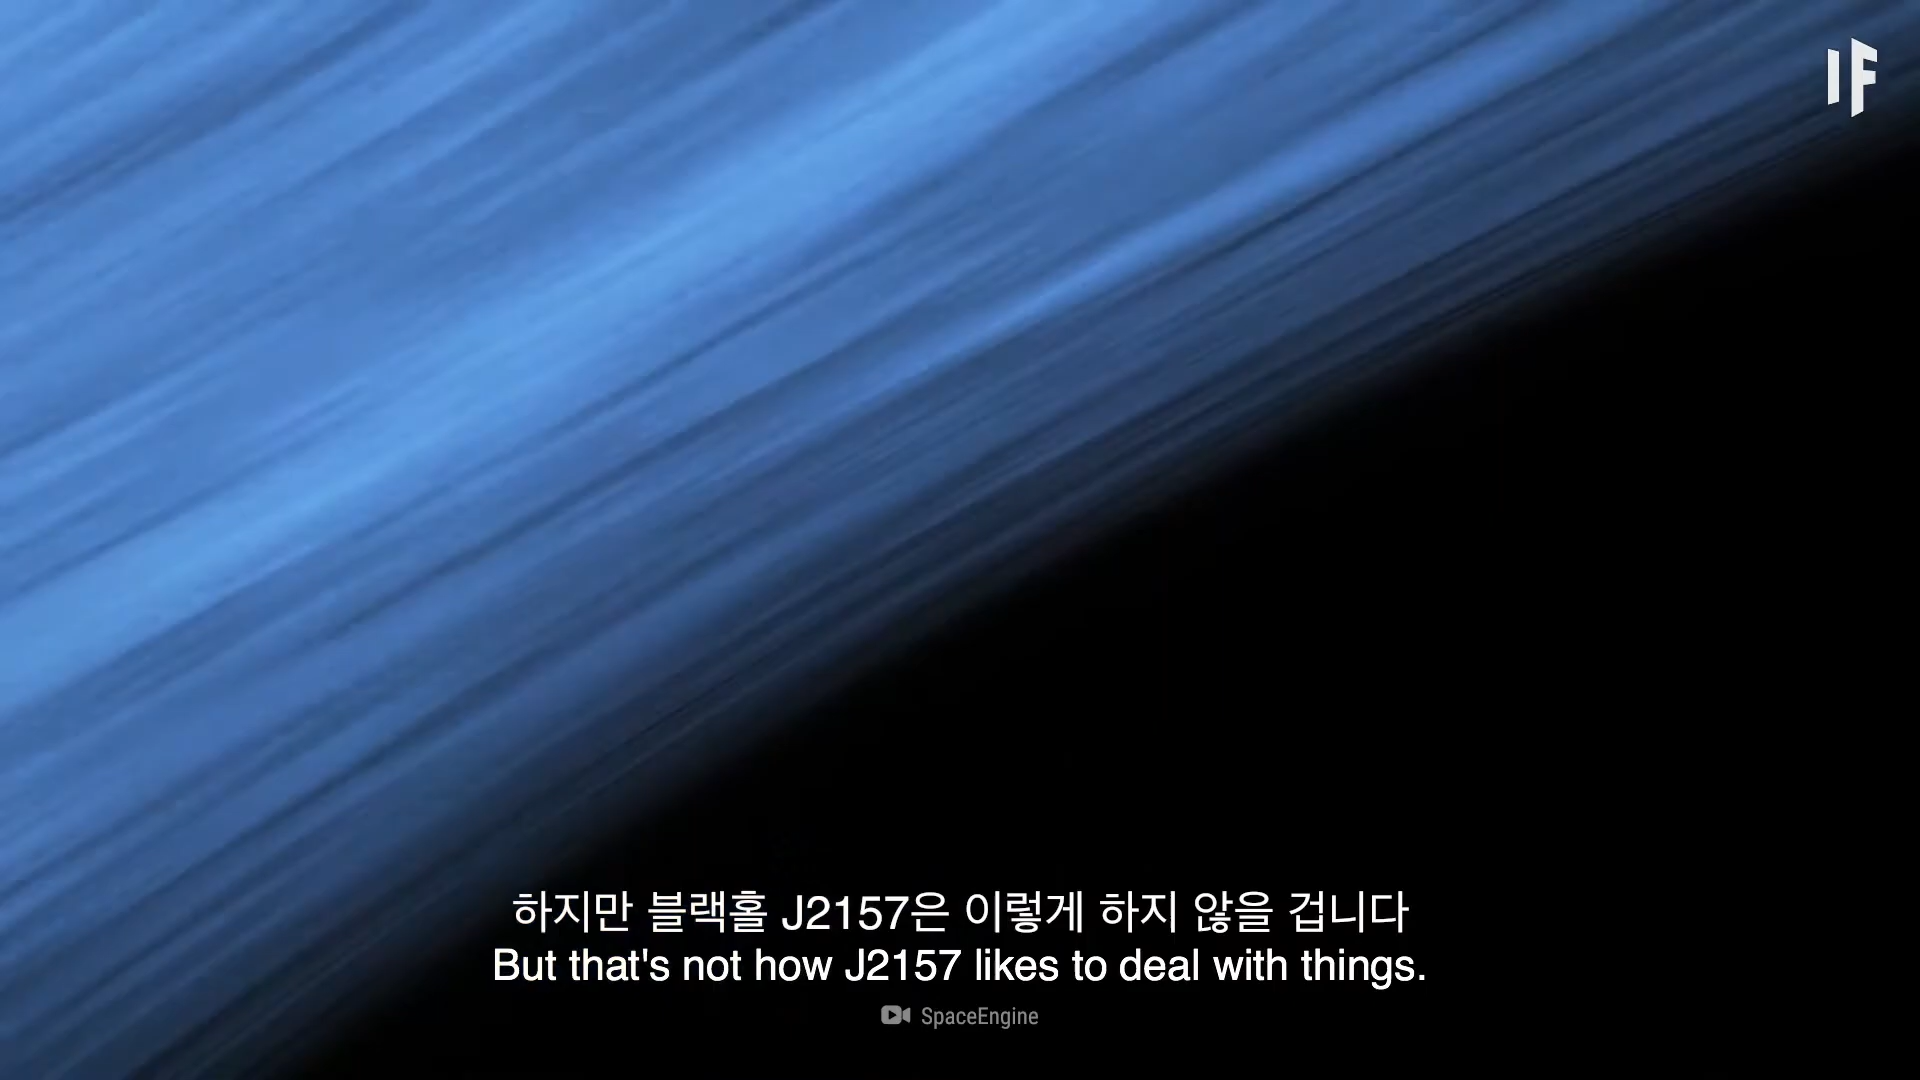 IF
하지만 블랙홀 J2157은 이렇게 하지 않을 겁니다
But that's not how J2157 likes to deal with things.
SpaceEngine